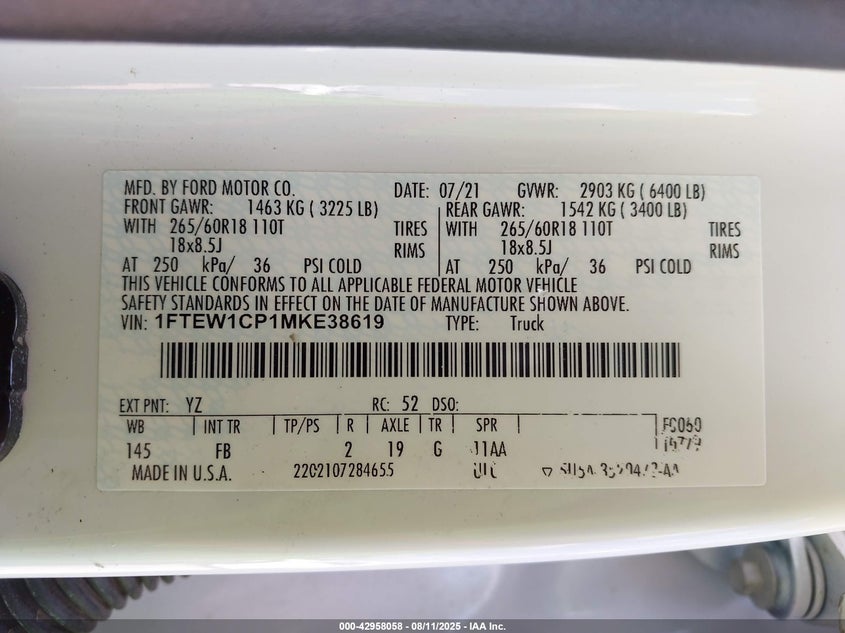 MFD. BY FORD MOTOR CO. DATE: 07/21 GVWR: 2903 KG ( 6400 LB)
FRONT GAWR: 1463 KG ( 3225 LB) REAR GAWR: 1542 KG ( 3400 LB)
WITH 265/60R18 110T TIRES WITH 265/60R18 110T TIRES
18x8.5J RIMS 18x8.5J RIMS
AT 250 kPa/ 36 PSI COLD AT 250 kPa/ 36 PSI COLD
THIS VEHICLE CONFORMS TO ALL APPLICABLE FEDERAL MOTOR VEHICLE
SAFETY STANDARDS IN EFFECT ON THE DATE OF MANUFACTURE SHOWN ABOVE.
VIN: 1FTEW1CP1MKE38619 TYPE: Truck
EXT PNT: YZ RC: 52 DSO:
WB INT TR TP/PS R AXLE TR SPR
145 FB 2 19 G 11AA
MADE IN U.S.A. 22G2107284655
000-42958058 - 08/11/2025 - IAA Inc.